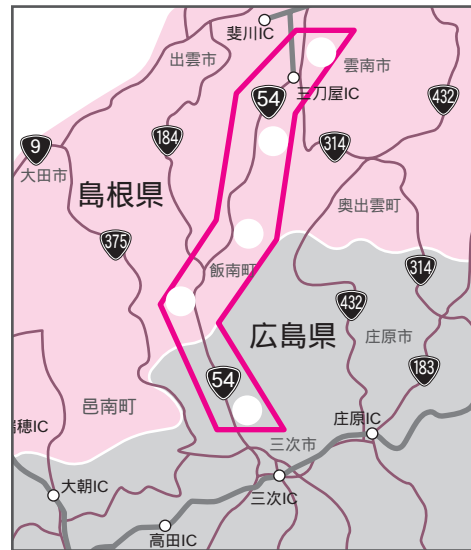 斐川IC
出雲市
雲南市
三刀屋IC
54
432
9
184
314
大田市
島根県
奥出雲町
375
飯南町
314
432
広島県
庄原市
183
54
邑南町
庄原IC
瑞穂IC
三次市
大朝IC
三次IC
高田IC